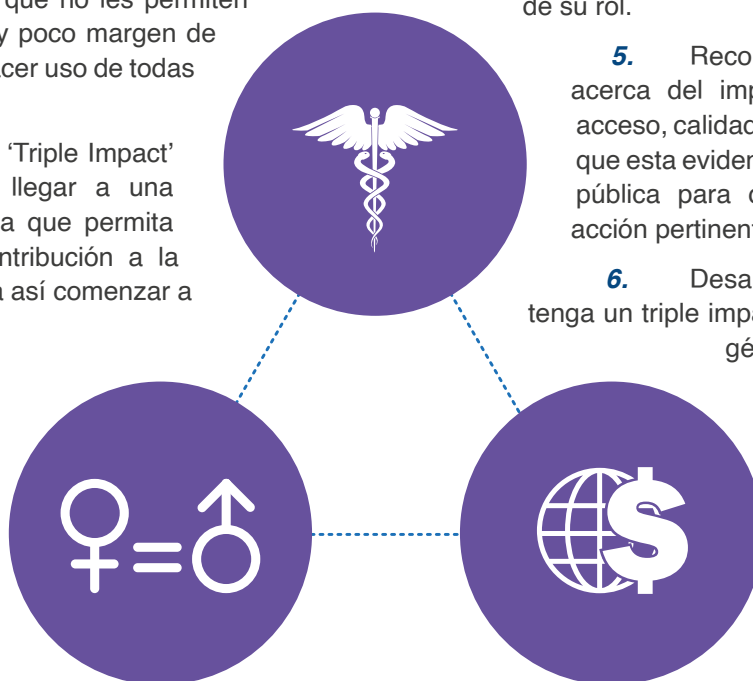 que no les permiten
y poco margen de
cer uso de todas
‘Triple Impact’
llegar a una
a que permita
ntribución a la
así comenzar a
de su rol.
5. Reco
acerca del imp
acceso, calidad
que esta eviden
pública para
acción pertinent
6. Desa
tenga un triple impa
gé